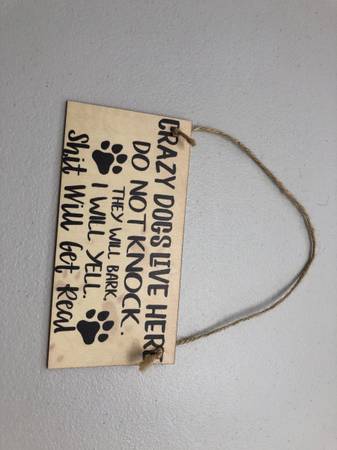 CRAZY DOGS LIVE HERE
DO NOT KNOCK.
THEY WILL BARK.
I WILL YELL.
Shit Will Get Real